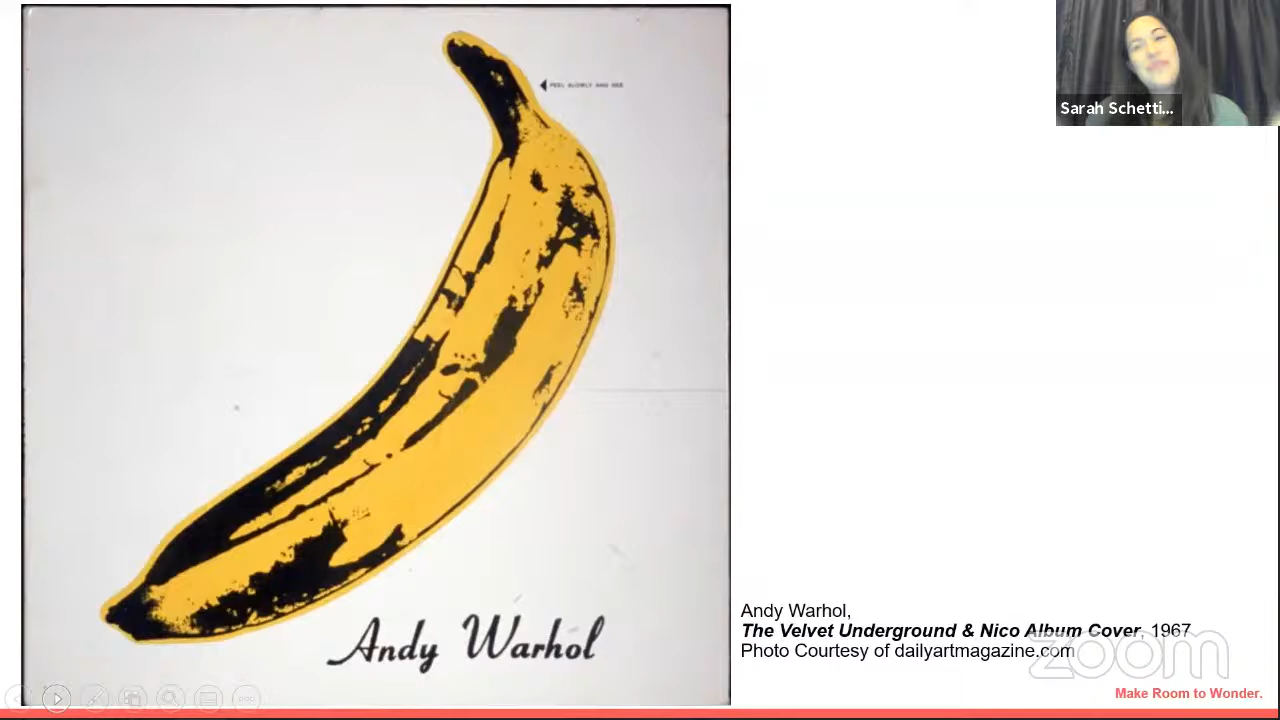 PEEL SLOWLY AND SEE
Sarah Schetti...
Andy Warhol
Andy Warhol,
The Velvet Underground & Nico Album Cover, 1967
Photo Courtesy of dailyartmagazine.com
zoom
Make Room to Wonder.